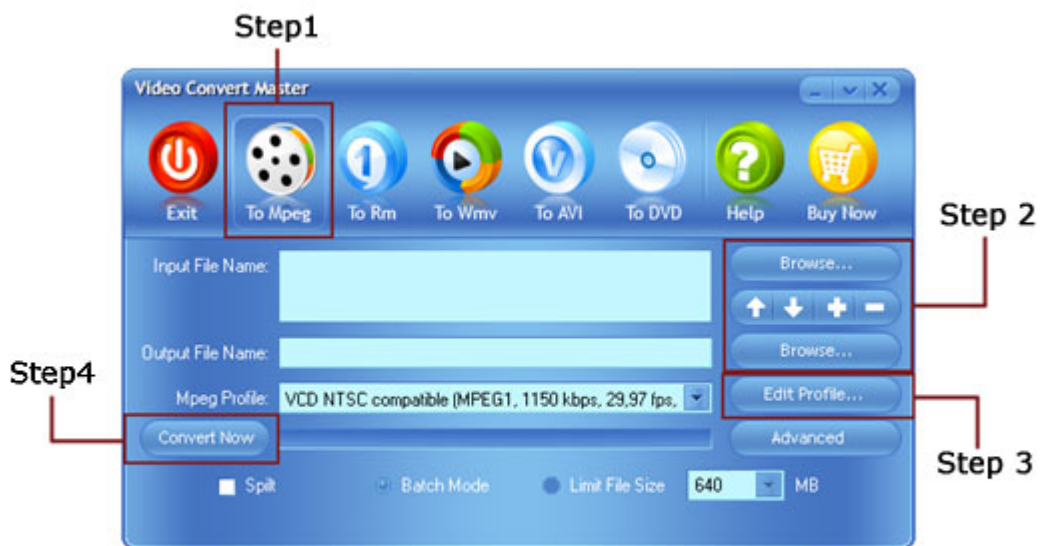 Step1
Video Convert Master
Exit To Mpeg To Rm To Wmv To AVI To DVD Help Buy Now
Step 2
Input File Name: Browse...
Output File Name: Browse...
Step4
Mpeg Profile: VCD NTSC compatible (MPEG1, 1150 kbps, 29,97 fps, Edit Profile...
Convert Now Advanced
Step 3
Spilt Batch Mode Limit File Size 640 MB